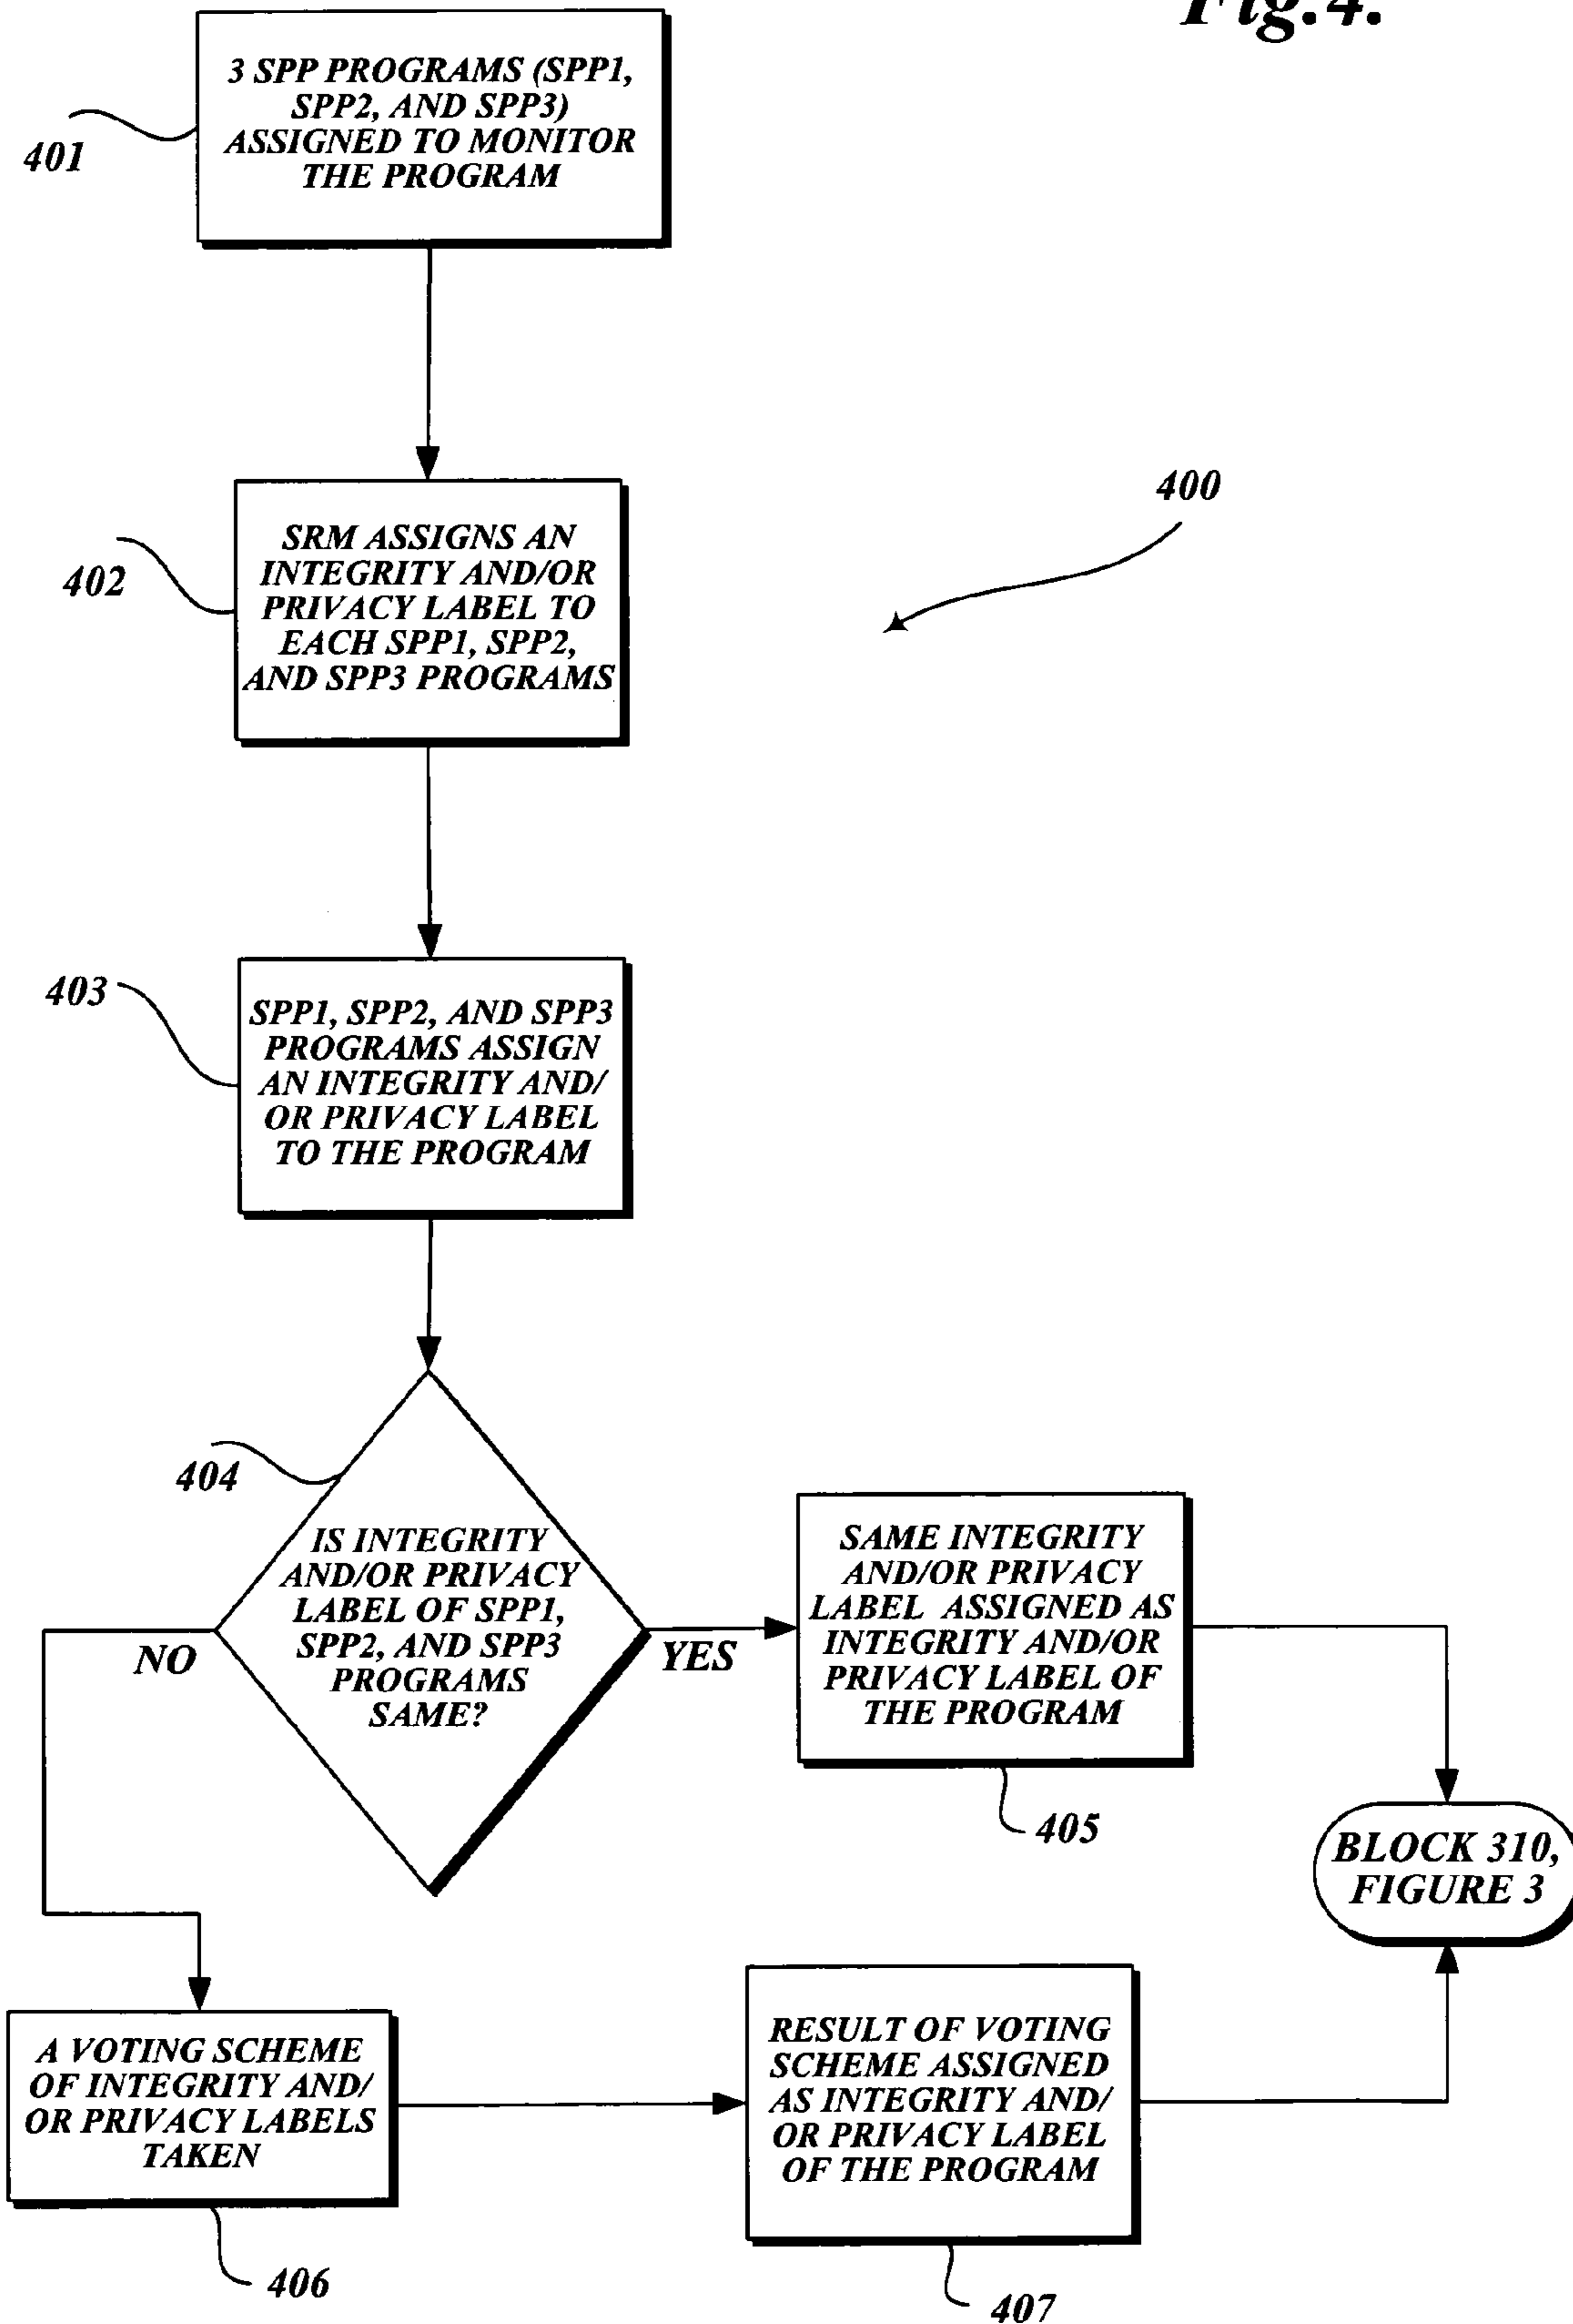 Fig.4.
3 SPP PROGRAMS (SPP1,
SPP2, AND SPP3)
ASSIGNED TO MONITOR
THE PROGRAM
401
400
SRM ASSIGNS AN
INTEGRITY AND/OR
PRIVACY LABEL TO
EACH SPP1, SPP2,
AND SPP3 PROGRAMS
402
403
SPP1, SPP2, AND SPP3
PROGRAMS ASSIGN
AN INTEGRITY AND/
OR PRIVACY LABEL
TO THE PROGRAM
404
IS INTEGRITY
AND/OR PRIVACY
LABEL OF SPP1,
SPP2, AND SPP3
PROGRAMS
SAME?
NO
YES
SAME INTEGRITY
AND/OR PRIVACY
LABEL ASSIGNED AS
INTEGRITY AND/OR
PRIVACY LABEL OF
THE PROGRAM
405
BLOCK 310,
FIGURE 3
A VOTING SCHEME
OF INTEGRITY AND/
OR PRIVACY LABELS
TAKEN
406
RESULT OF VOTING
SCHEME ASSIGNED
AS INTEGRITY AND/
OR PRIVACY LABEL
OF THE PROGRAM
407